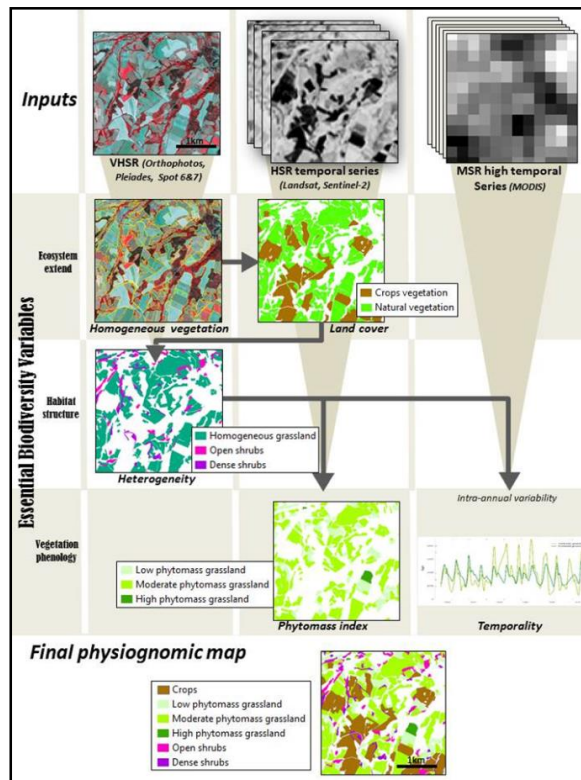 Inputs
1km
VHSR (Orthophotos,
Pleiades, Spot 6&7)
HSR temporal series
(Landsat, Sentinel-2)
MSR high temporal
Series (MODIS)
Essential Biodiversity Variables
Ecosystem
extend
Homogeneous vegetation
Crops vegetation
Natural vegetation
Land cover
Habitat
structure
Homogeneous grassland
Open shrubs
Dense shrubs
Heterogeneity
Vegetation
phenology
Low phytomass grassland
Moderate phytomass grassland
High phytomass grassland
Phytomass index
Intra-annual variability
Temporality
Final physiognomic map
Crops
Low phytomass grassland
Moderate phytomass grassland
High phytomass grassland
Open shrubs
Dense shrubs
1km